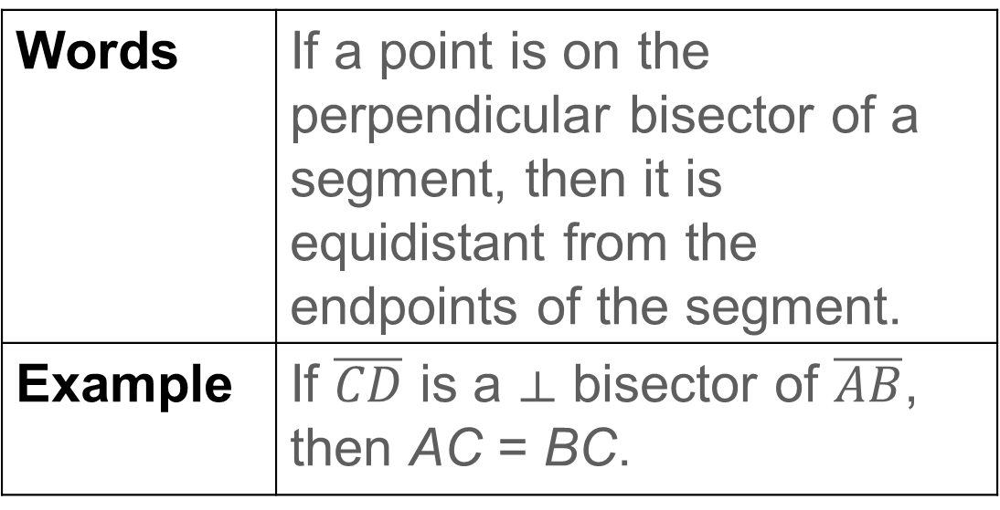 Words
If a point is on the
perpendicular bisector of a
segment, then it is
equidistant from the
endpoints of the segment.
Example
If \overline{CD} is a ⊥ bisector of \overline{AB},
then AC = BC.